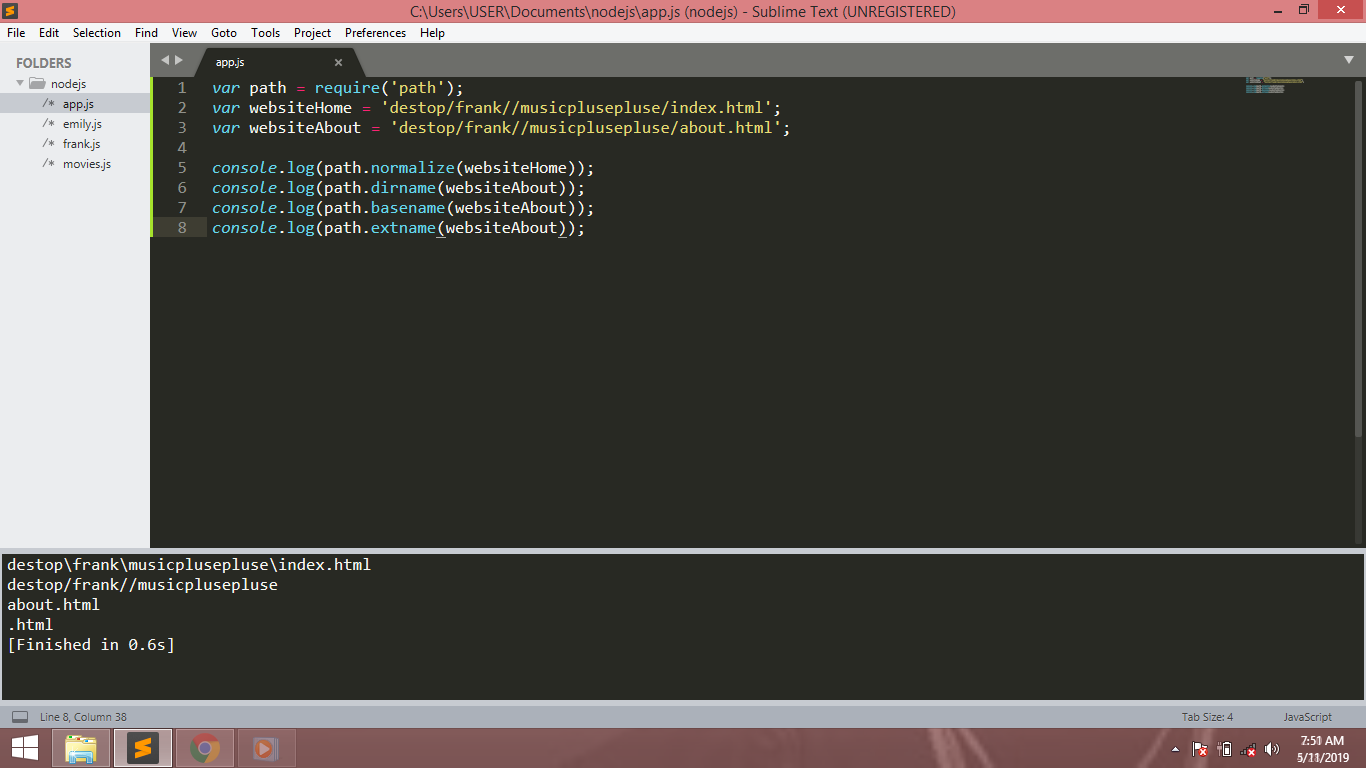 C:\Users\USER\Documents\nodejs\app.js (nodejs) - Sublime Text (UNREGISTERED)
File Edit Selection Find View Goto Tools Project Preferences Help
FOLDERS
nodejs
/* app.js
/* emily.js
/* frank.js
/* movies.js
app.js
1 var path = require('path');
2 var websiteHome = 'destop/frank//musicplusepluse/index.html';
3 var websiteAbout = 'destop/frank//musicplusepluse/about.html';
4
5 console.log(path.normalize(websiteHome));
6 console.log(path.dirname(websiteAbout));
7 console.log(path.basename(websiteAbout));
8 console.log(path.extname(websiteAbout));
destop\frank\musicplusepluse\index.html
destop/frank//musicplusepluse
about.html
.html
[Finished in 0.6s]
Line 8, Column 38 Tab Size: 4 JavaScript
7:51 AM
5/11/2019